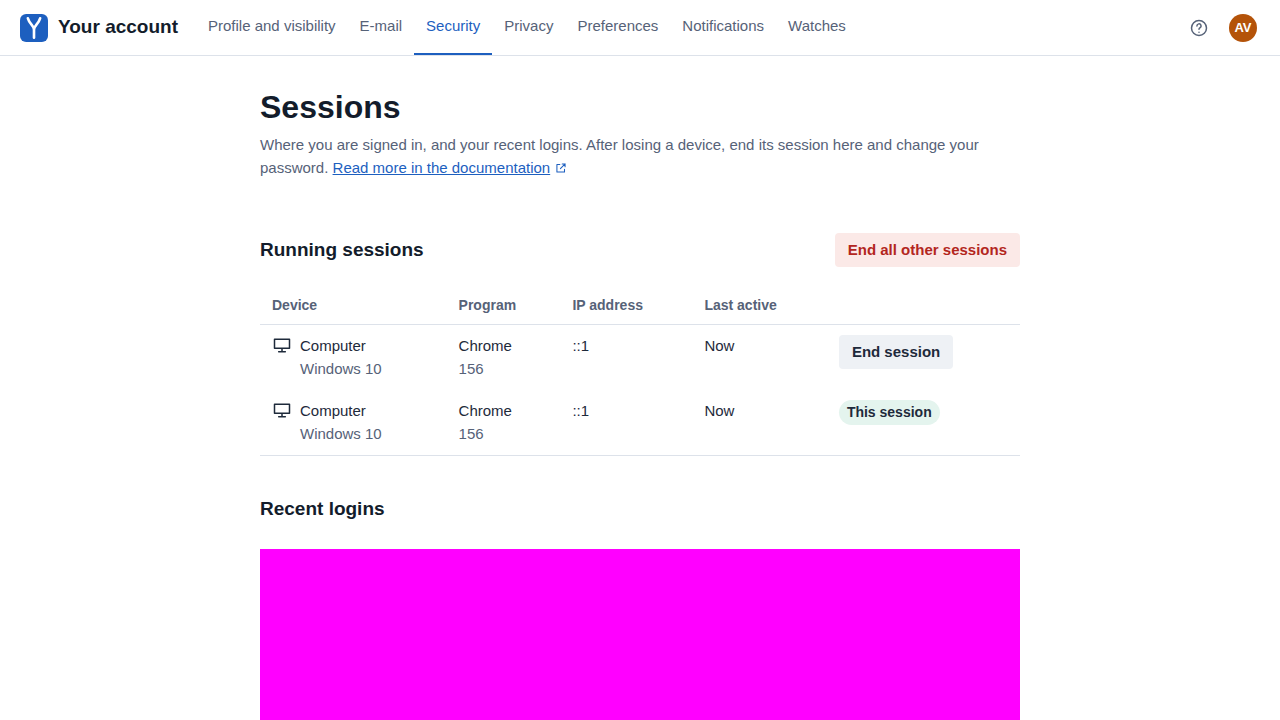 Your account
Profile and visibility
E-mail
Security
Privacy
Preferences
Notifications
Watches
AV
Sessions
Where you are signed in, and your recent logins. After losing a device, end its session here and change your
password. Read more in the documentation
Running sessions
End all other sessions
Device Program IP address Last active
Computer Chrome ::1 Now End session
Windows 10 156
Computer Chrome ::1 Now This session
Windows 10 156
Recent logins